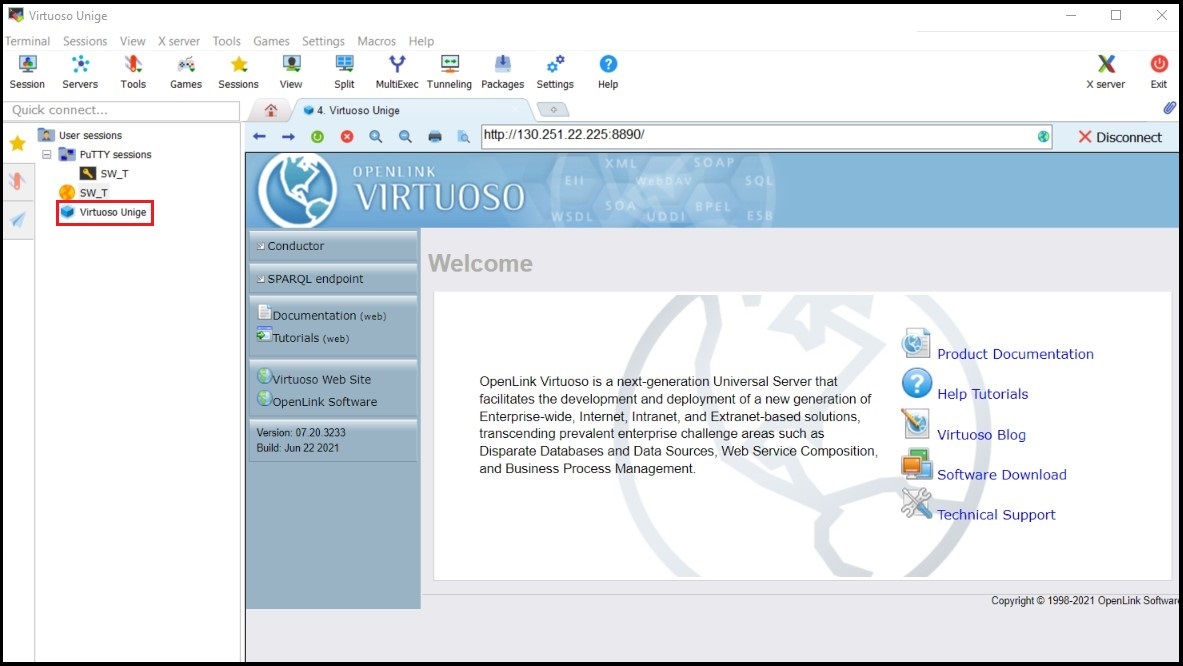 Virtuoso Unige
Terminal Sessions View X server Tools Games Settings Macros Help
Session Servers Tools Games Sessions View Split MultiExec Tunneling Packages Settings Help X server Exit
Quick connect...
4. Virtuoso Unige
User sessions
PuTTY sessions
SW_T
SW_T
Virtuoso Unige
http://130.251.22.225:8890/
Disconnect
OPENLINK
VIRTUOSO
XML SOAP
EII WebDAV SQL
SOA BPEL
WSDL UDDI ESB
Conductor
SPARQL endpoint
Documentation (web)
Tutorials (web)
Virtuoso Web Site
OpenLink Software
Version: 07.20.3233
Build: Jun 22 2021
Welcome
OpenLink Virtuoso is a next-generation Universal Server that
facilitates the development and deployment of a new generation of
Enterprise-wide, Internet, Intranet, and Extranet-based solutions,
transcending prevalent enterprise challenge areas such as
Disparate Databases and Data Sources, Web Service Composition,
and Business Process Management.
Product Documentation
Help Tutorials
Virtuoso Blog
Software Download
Technical Support
Copyright © 1998-2021 OpenLink Software